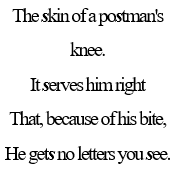 The skin of a postman's
knee.
It serves him right
That, because of his bite,
He gets no letters you see.